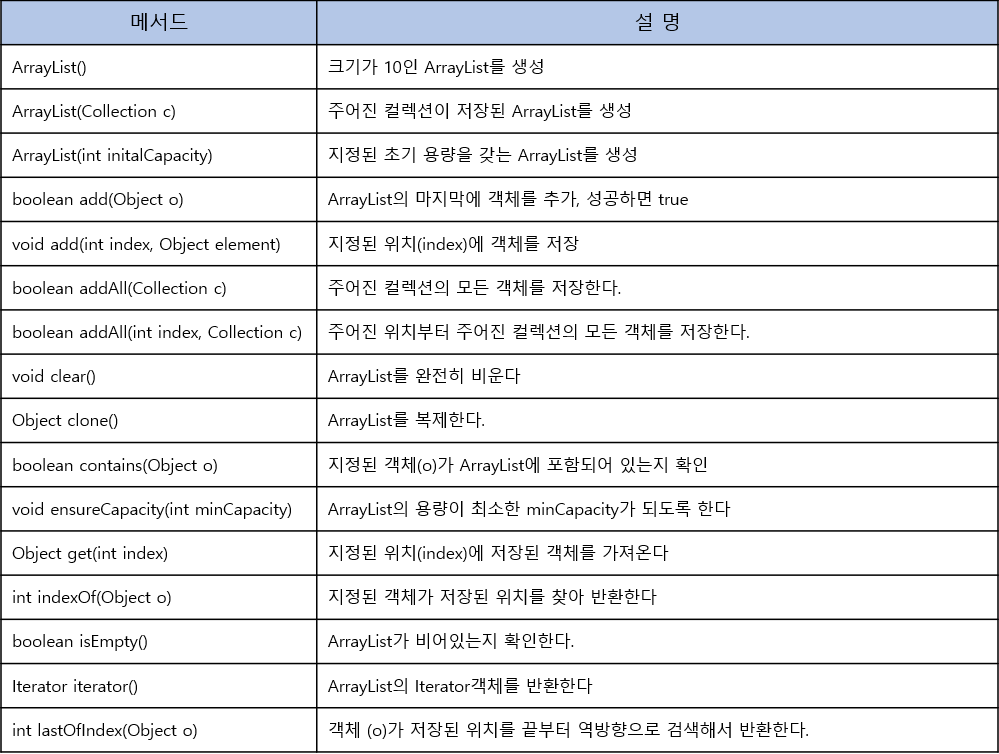 메서드 설 명
ArrayList() 크기가 10인 ArrayList를 생성
ArrayList(Collection c) 주어진 컬렉션이 저장된 ArrayList를 생성
ArrayList(int initalCapacity) 지정된 초기 용량을 갖는 ArrayList를 생성
boolean add(Object o) ArrayList의 마지막에 객체를 추가, 성공하면 true
void add(int index, Object element) 지정된 위치(index)에 객체를 저장
boolean addAll(Collection c) 주어진 컬렉션의 모든 객체를 저장한다.
boolean addAll(int index, Collection c) 주어진 위치부터 주어진 컬렉션의 모든 객체를 저장한다.
void clear() ArrayList를 완전히 비운다
Object clone() ArrayList를 복제한다.
boolean contains(Object o) 지정된 객체(o)가 ArrayList에 포함되어 있는지 확인
void ensureCapacity(int minCapacity) ArrayList의 용량이 최소한 minCapacity가 되도록 한다
Object get(int index) 지정된 위치(index)에 저장된 객체를 가져온다
int indexOf(Object o) 지정된 객체가 저장된 위치를 찾아 반환한다
boolean isEmpty() ArrayList가 비어있는지 확인한다.
Iterator iterator() ArrayList의 Iterator객체를 반환한다
int lastOfIndex(Object o) 객체 (o)가 저장된 위치를 끝부터 역방향으로 검색해서 반환한다.